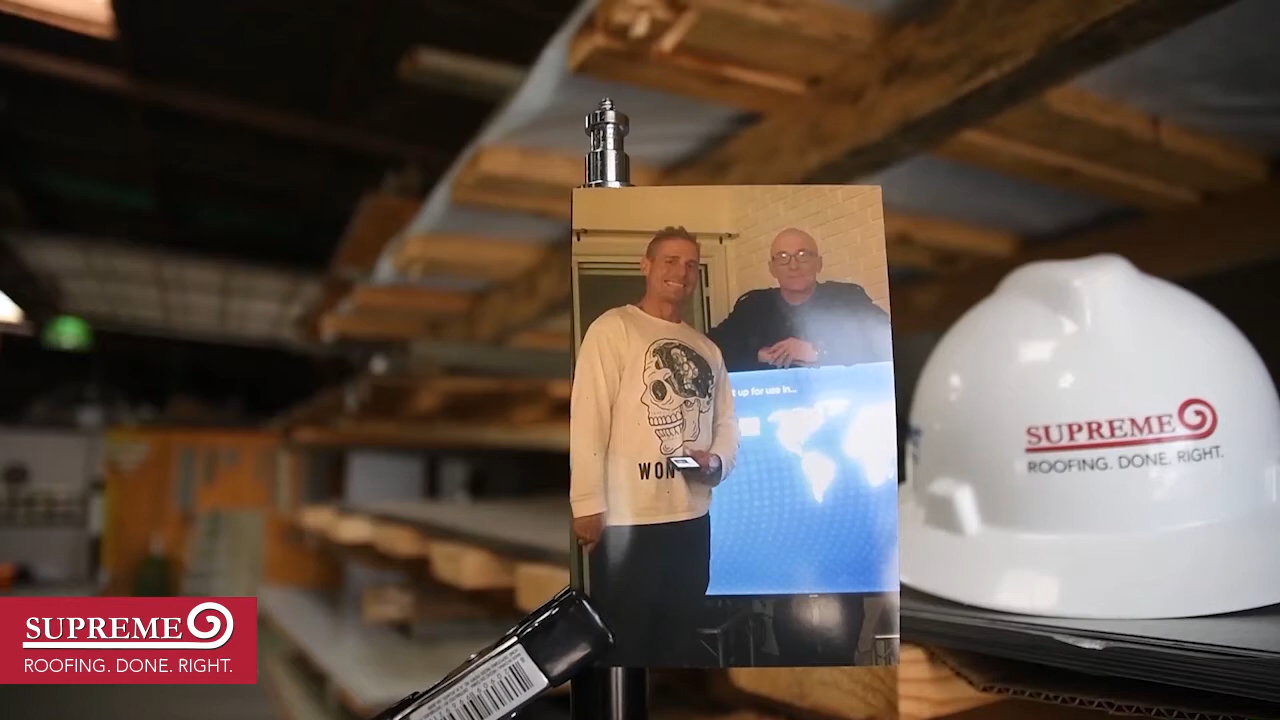 t up for use in...
WON
SUPREME
ROOFING. DONE. RIGHT.
SUPREME
ROOFING. DONE. RIGHT.